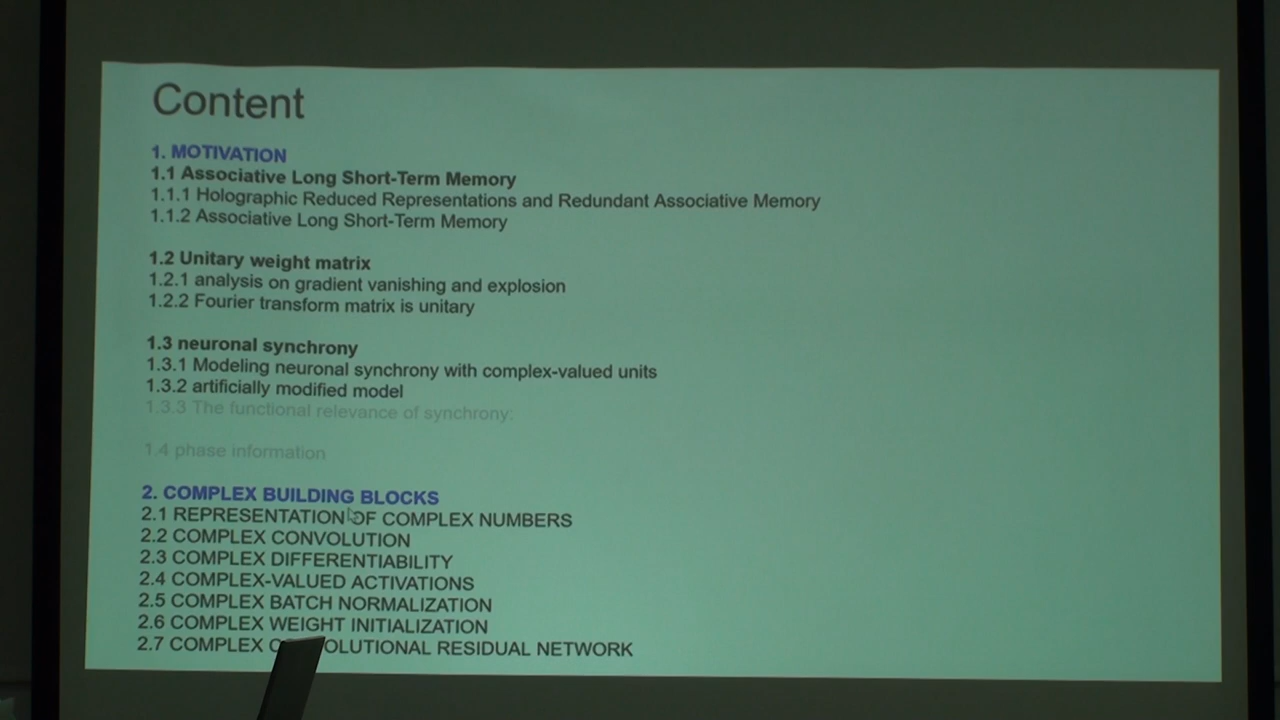 Content
1. MOTIVATION
1.1 Associative Long Short-Term Memory
1.1.1 Holographic Reduced Representations and Redundant Associative Memory
1.1.2 Associative Long Short-Term Memory
1.2 Unitary weight matrix
1.2.1 analysis on gradient vanishing and explosion
1.2.2 Fourier transform matrix is unitary
1.3 neuronal synchrony
1.3.1 Modeling neuronal synchrony with complex-valued units
1.3.2 artificially modified model
1.3.3 The functional relevance of synchrony:
1.4 phase information
2. COMPLEX BUILDING BLOCKS
2.1 REPRESENTATION OF COMPLEX NUMBERS
2.2 COMPLEX CONVOLUTION
2.3 COMPLEX DIFFERENTIABILITY
2.4 COMPLEX-VALUED ACTIVATIONS
2.5 COMPLEX BATCH NORMALIZATION
2.6 COMPLEX WEIGHT INITIALIZATION
2.7 COMPLEX RESIDUAL NETWORK